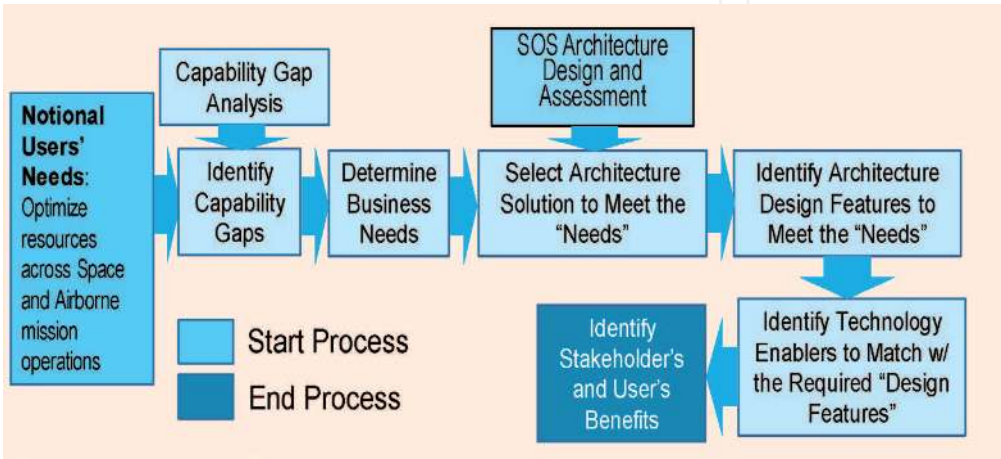 Notional
Users'
Needs:
Optimize
resources
across Space
and Airborne
mission
operations
Capability Gap
Analysis
Identify
Capability
Gaps
Determine
Business
Needs
SOS Architecture
Design and
Assessment
Select Architecture
Solution to Meet the
“Needs”
Identify Architecture
Design Features to
Meet the “Needs”
Identify Technology
Enablers to Match w/
the Required “Design
Features”
Identify
Stakeholder's
and User's
Benefits
Start Process
End Process